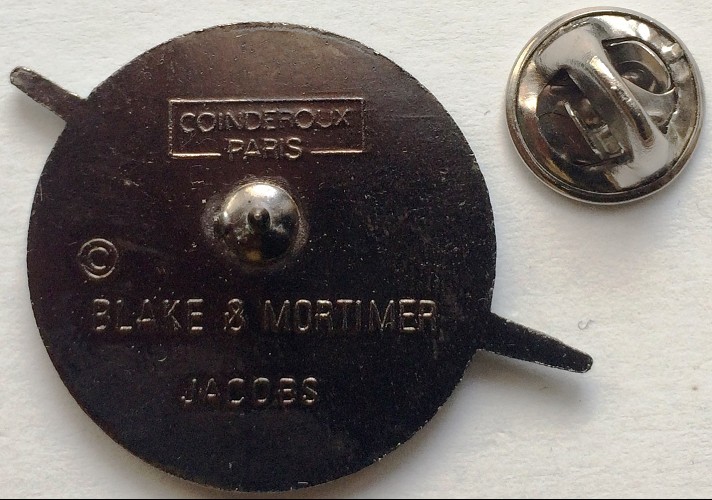 COINDEROUX
PARIS
©
BLAKE & MORTIMER
JACOBS